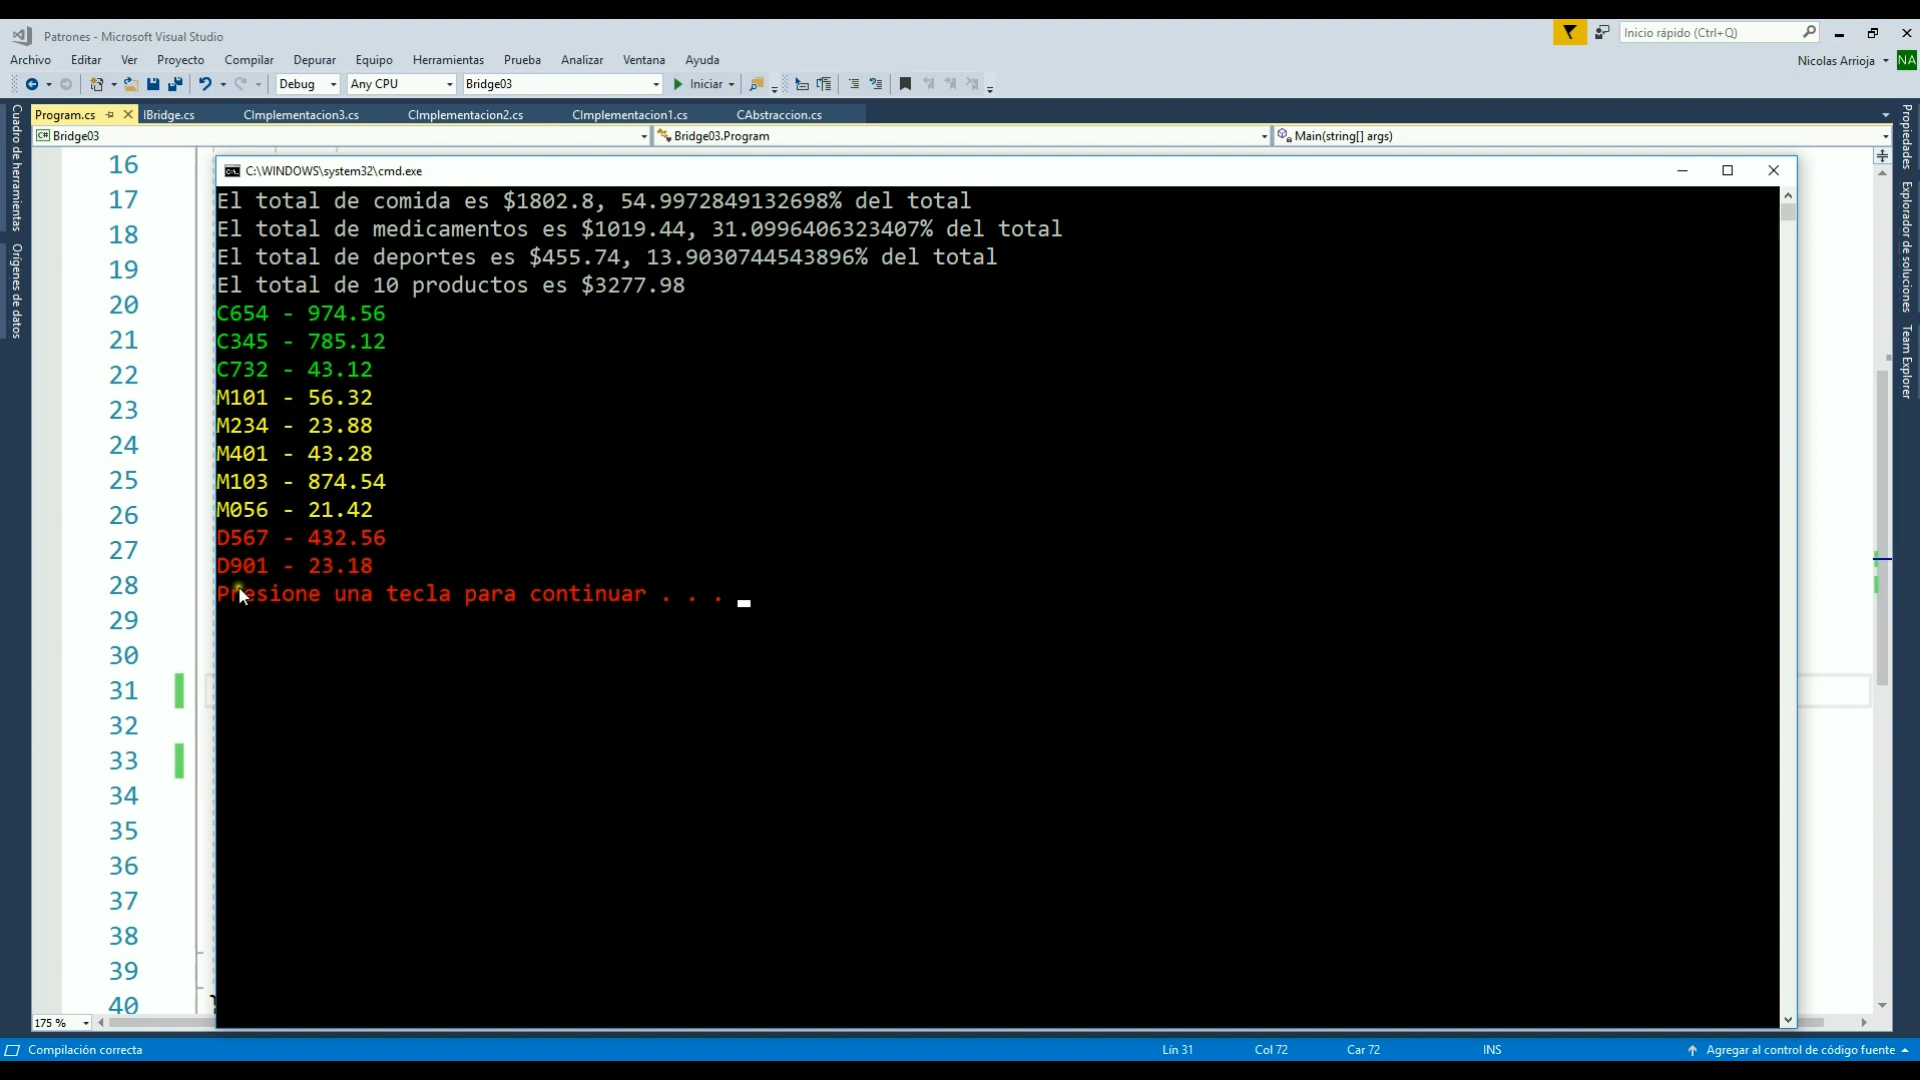 Patrones - Microsoft Visual Studio
Inicio rápido (Ctrl+Q)
Archivo Editar Ver Proyecto Compilar Depurar Equipo Herramientas Prueba Analizar Ventana Ayuda
Nicolas Arrioja NA
Debug Any CPU Bridge03 Iniciar
Program.cs IBridge.cs CImplementacion3.cs CImplementacion2.cs CImplementacion1.cs CAbstraccion.cs
Bridge03 Bridge03.Program Main(string[] args)
Cuadro de herramientas
Orígenes de datos
Propiedades
Explorador de soluciones
Team Explorer
16
17
18
19
20
21
22
23
24
25
26
27
28
29
30
31
32
33
34
35
36
37
38
39
40
C:\WINDOWS\system32\cmd.exe
El total de comida es $1802.8, 54.9972849132698% del total
El total de medicamentos es $1019.44, 31.0996406323407% del total
El total de deportes es $455.74, 13.9030744543896% del total
El total de 10 productos es $3277.98
C654 - 974.56
C345 - 785.12
C732 - 43.12
M101 - 56.32
M234 - 23.88
M401 - 43.28
M103 - 874.54
M056 - 21.42
D567 - 432.56
D901 - 23.18
Presione una tecla para continuar . . .
175 %
Compilación correcta
Lín 31 Col 72 Car 72 INS
Agregar al control de código fuente